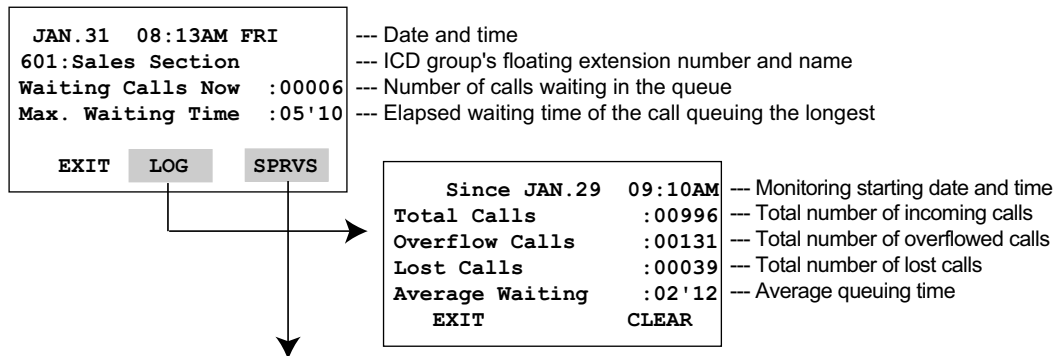 JAN.31 08:13AM FRI --- Date and time
601:Sales Section --- ICD group's floating extension number and name
Waiting Calls Now :00006 --- Number of calls waiting in the queue
Max. Waiting Time :05'10 --- Elapsed waiting time of the call queuing the longest
EXIT LOG SPRVS
Since JAN.29 09:10AM --- Monitoring starting date and time
Total Calls :00996 --- Total number of incoming calls
Overflow Calls :00131 --- Total number of overflowed calls
Lost Calls :00039 --- Total number of lost calls
Average Waiting :02'12 --- Average queuing time
EXIT CLEAR